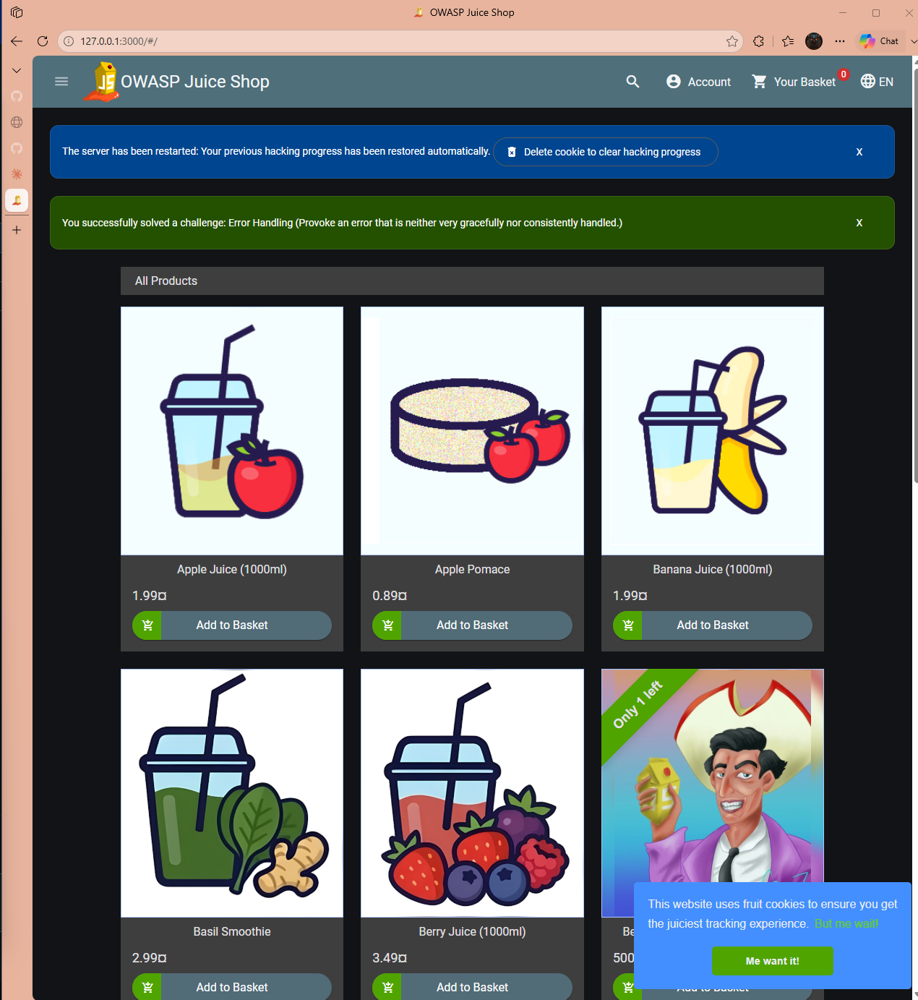 OWASP Juice Shop
127.0.0.1:3000/#/
Chat
JS
OWASP Juice Shop
Account
Your Basket
0
EN
The server has been restarted: Your previous hacking progress has been restored automatically.
Delete cookie to clear hacking progress
X
You successfully solved a challenge: Error Handling (Provoke an error that is neither very gracefully nor consistently handled.)
X
All Products
Apple Juice (1000ml)
1.99¤
Add to Basket
Apple Pomace
0.89¤
Add to Basket
Banana Juice (1000ml)
1.99¤
Add to Basket
Basil Smoothie
2.99¤
Add to Basket
Berry Juice (1000ml)
3.49¤
Add to Basket
Only 1 left
This website uses fruit cookies to ensure you get
the juiciest tracking experience. But me wait!
Me want it!